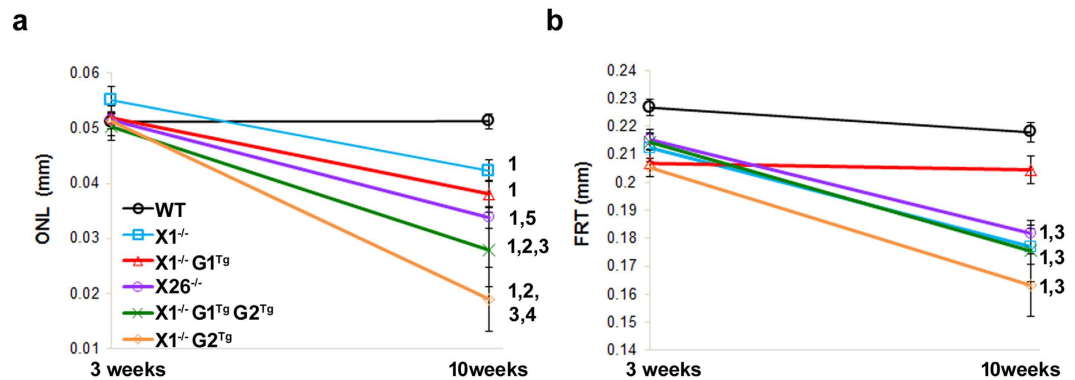 a
0.06
0.05
0.04
0.03
0.02
0.01
ONL (mm)
WT
X1-/-
X1-/- G1Tg
X26-/-
X1-/- G1Tg G2Tg
X1-/- G2Tg
1
1
1,5
1,2,3
1,2,
3,4
3 weeks
10weeks
b
0.24
0.23
0.22
0.21
0.2
0.19
0.18
0.17
0.16
0.15
0.14
FRT (mm)
1,3
1,3
1,3
3 weeks
10weeks